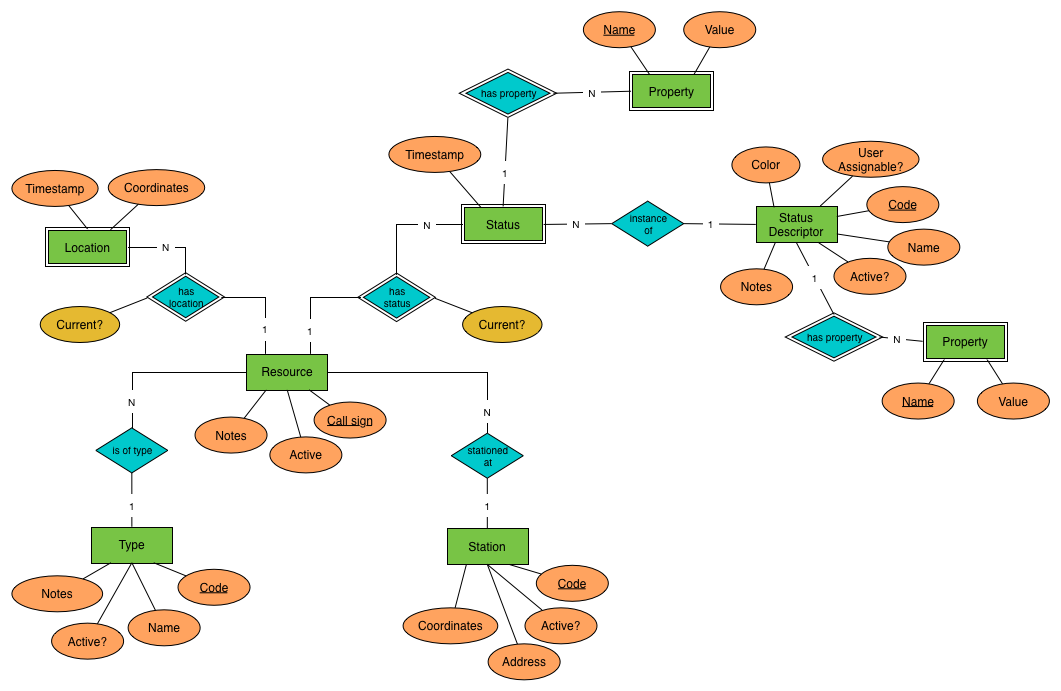 Name
Value
has property
N
Property
Timestamp
1
Color
User
Assignable?
Timestamp
Coordinates
Code
Location
N
N
Status
N
instance
of
1
Status
Descriptor
Name
has
location
has
status
Notes
Active?
1
Current?
Current?
1
1
has property
N
Property
Resource
Name
Value
N
N
Notes
Call sign
Active
is of type
stationed
at
1
1
Type
Station
Notes
Code
Code
Active?
Name
Coordinates
Active?
Address